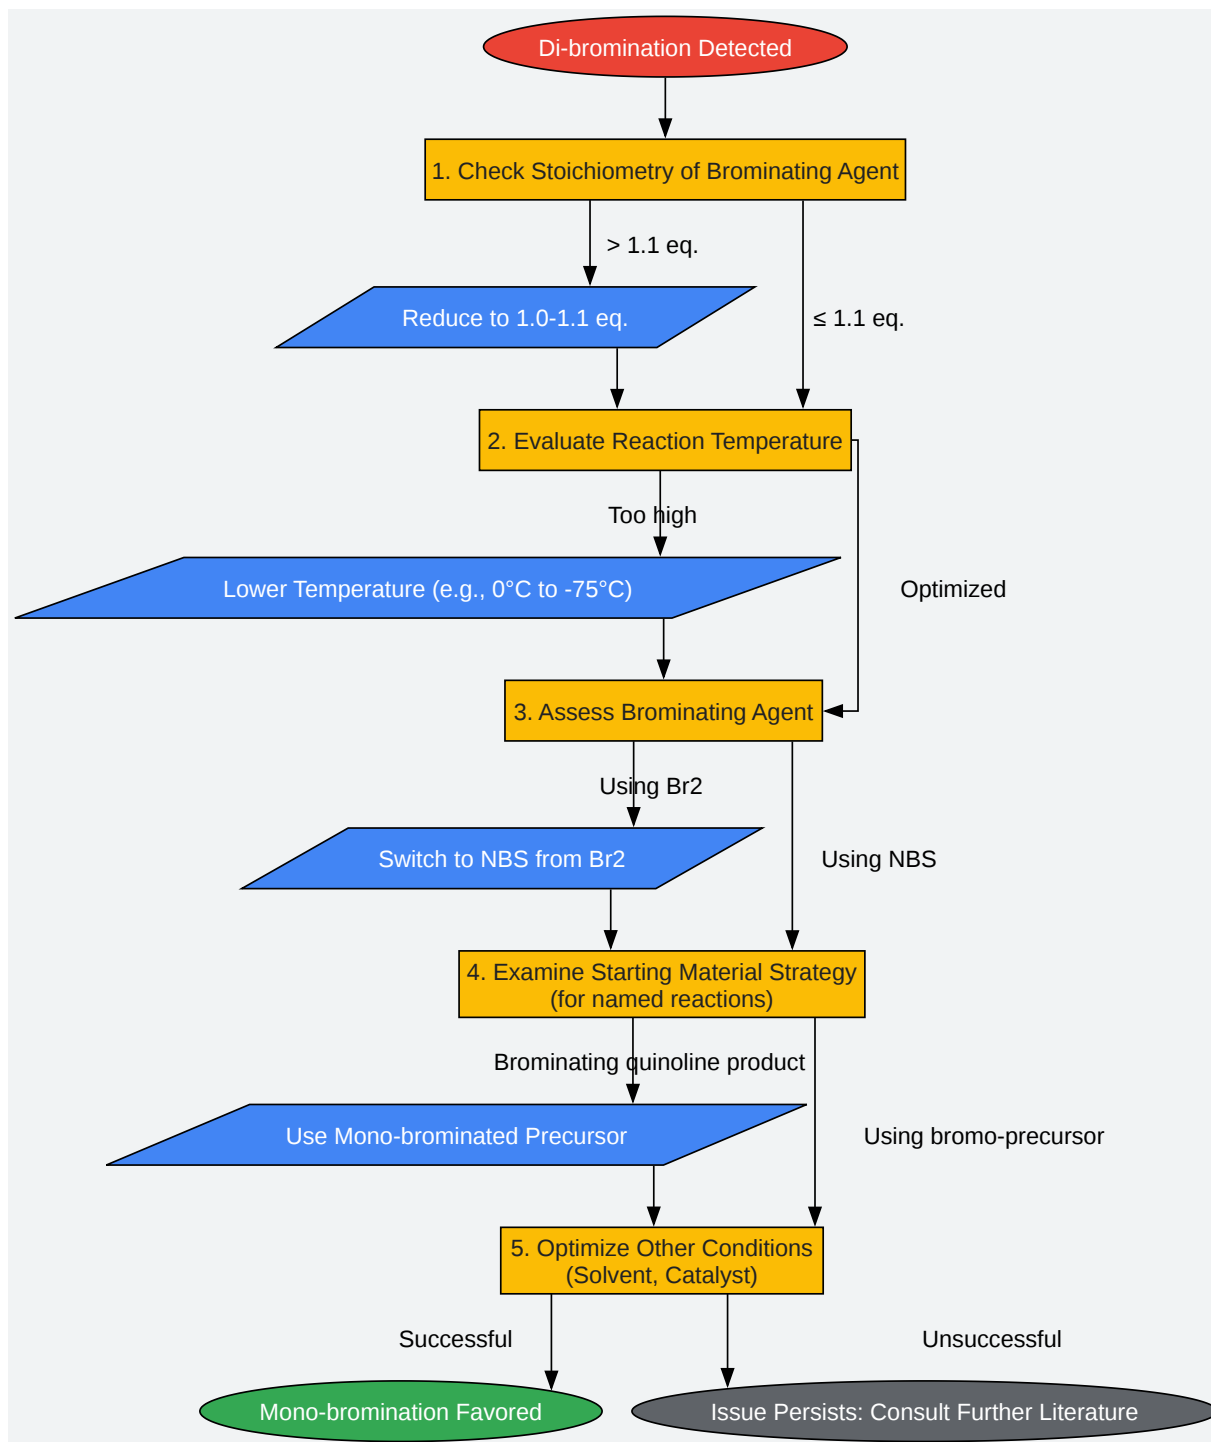 Di-bromination Detected
1. Check Stoichiometry of Brominating Agent
> 1.1 eq.
Reduce to 1.0-1.1 eq.
≤ 1.1 eq.
2. Evaluate Reaction Temperature
Too high
Lower Temperature (e.g., 0°C to -75°C)
Optimized
3. Assess Brominating Agent
Using Br2
Switch to NBS from Br2
Using NBS
4. Examine Starting Material Strategy
(for named reactions)
Brominating quinoline product
Use Mono-brominated Precursor
Using bromo-precursor
5. Optimize Other Conditions
(Solvent, Catalyst)
Successful
Unsuccessful
Mono-bromination Favored
Issue Persists: Consult Further Literature